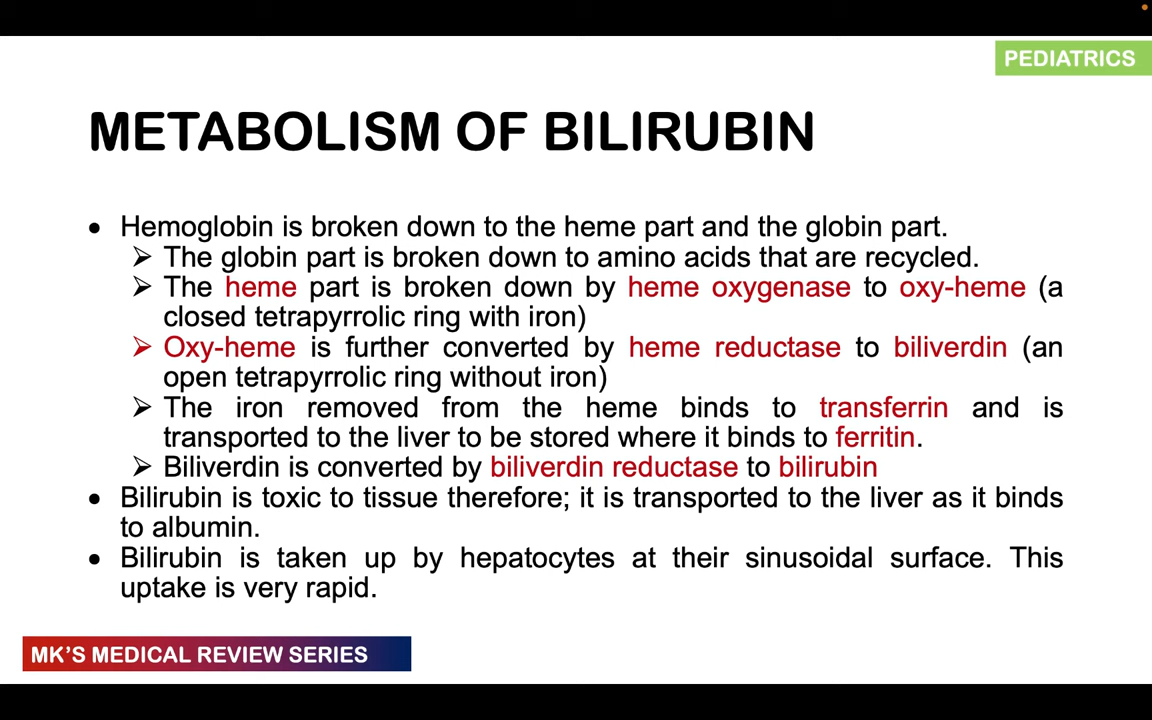 PEDIATRICS
METABOLISM OF BILIRUBIN
• Hemoglobin is broken down to the heme part and the globin part.
➢ The globin part is broken down to amino acids that are recycled.
➢ The heme part is broken down by heme oxygenase to oxy-heme (a
closed tetrapyrrolic ring with iron)
➢ Oxy-heme is further converted by heme reductase to biliverdin (an
open tetrapyrrolic ring without iron)
➢ The iron removed from the heme binds to transferrin and is
transported to the liver to be stored where it binds to ferritin.
➢ Biliverdin is converted by biliverdin reductase to bilirubin
• Bilirubin is toxic to tissue therefore; it is transported to the liver as it binds
to albumin.
• Bilirubin is taken up by hepatocytes at their sinusoidal surface. This
uptake is very rapid.
MK'S MEDICAL REVIEW SERIES